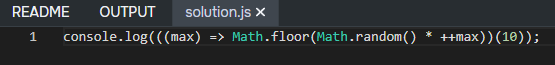 README OUTPUT solution.js ×
1 console.log(((max) => Math.floor(Math.random() * ++max))(10));